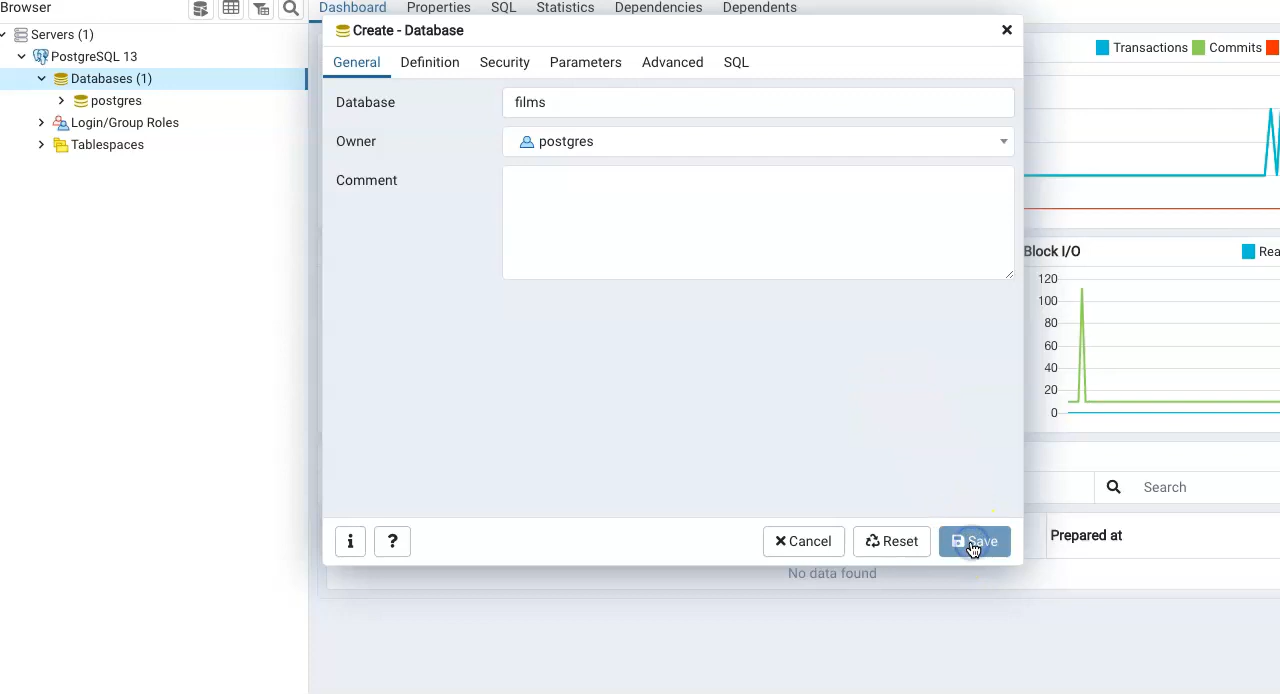 Browser
Dashboard Properties SQL Statistics Dependencies Dependents
Servers (1)
PostgreSQL 13
Databases (1)
postgres
Login/Group Roles
Tablespaces
Create - Database
General Definition Security Parameters Advanced SQL
Database films
Owner postgres
Comment
i ? Cancel Reset Save
Transactions Commits
Block I/O Rea
120
100
80
60
40
20
0
Search
Prepared at
No data found